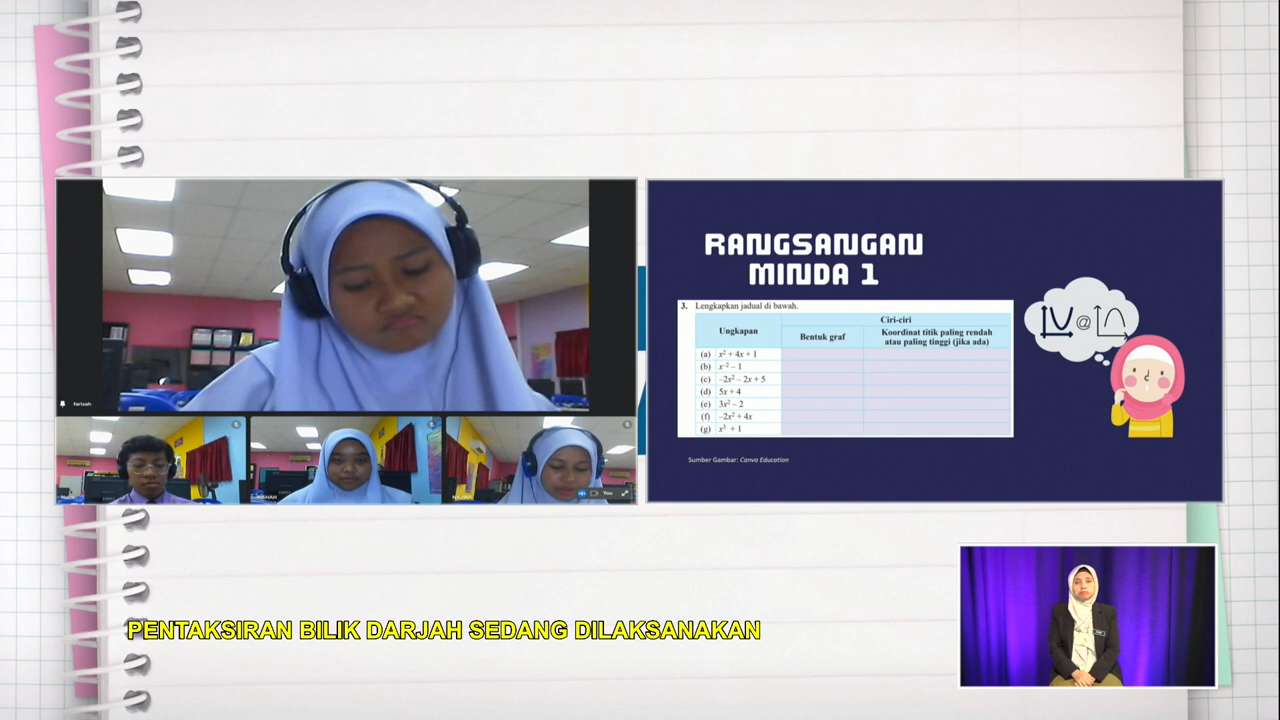 RANGSANGAN
MINDA 1
3. Lengkapkan jadual di bawah.
Ungkapan
Ciri-ciri
Bentuk graf
Koordinat titik paling rendah
atau paling tinggi (jika ada)
(a) x² + 4x + 1
(b) x⁻² – 1
(c) –2x² – 2x + 5
(d) 5x + 4
(e) 3x² – 2
(f) –2x² + 4x
(g) x³ + 1
@
Sumber Gambar: Canva Education
farizah
You
PENTAKSIRAN BILIK DARJAH SEDANG DILAKSANAKAN